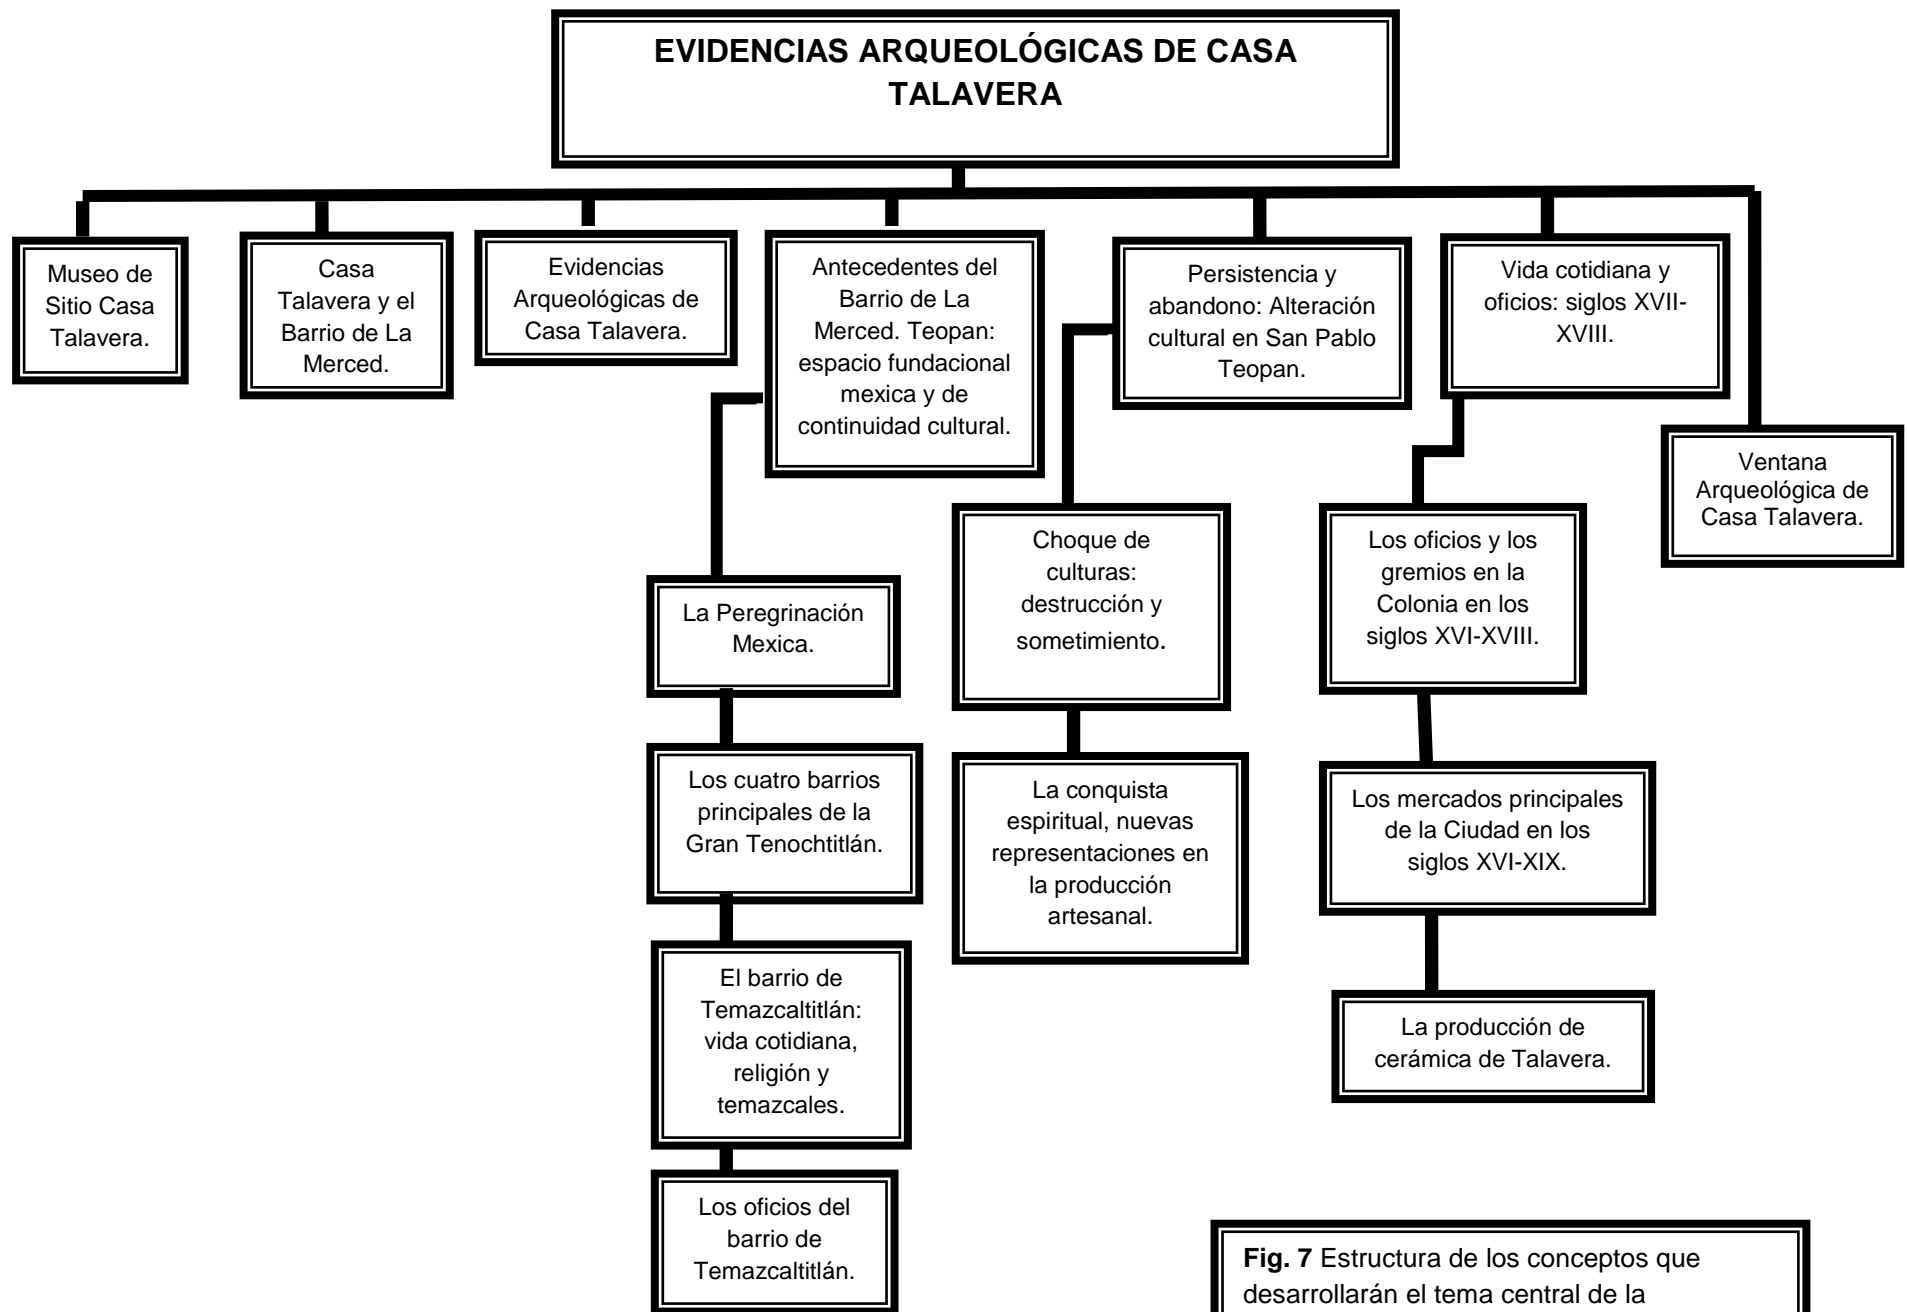 EVIDENCIAS ARQUEOLÓGICAS DE CASA
TALAVERA
Museo de
Sitio Casa
Talavera.
Casa
Talavera y el
Barrio de La
Merced.
Evidencias
Arqueológicas de
Casa Talavera.
Antecedentes del
Barrio de La
Merced. Teopan:
espacio fundacional
mexica y de
continuidad cultural.
Persistencia y
abandono: Alteración
cultural en San Pablo
Teopan.
Vida cotidiana y
oficios: siglos XVII-
XVIII.
Ventana
Arqueológica de
Casa Talavera.
La Peregrinación
Mexica.
Los cuatro barrios
principales de la
Gran Tenochtitlán.
El barrio de
Temazcaltitlán:
vida cotidiana,
religión y
temazcales.
Los oficios del
barrio de
Temazcaltitlán.
Choque de
culturas:
destrucción y
sometimiento.
La conquista
espiritual, nuevas
representaciones en
la producción
artesanal.
Los oficios y los
gremios en la
Colonia en los
siglos XVI-XVIII.
Los mercados principales
de la Ciudad en los
siglos XVI-XIX.
La producción de
cerámica de Talavera.
Fig. 7 Estructura de los conceptos que
desarrollarán el tema central de la